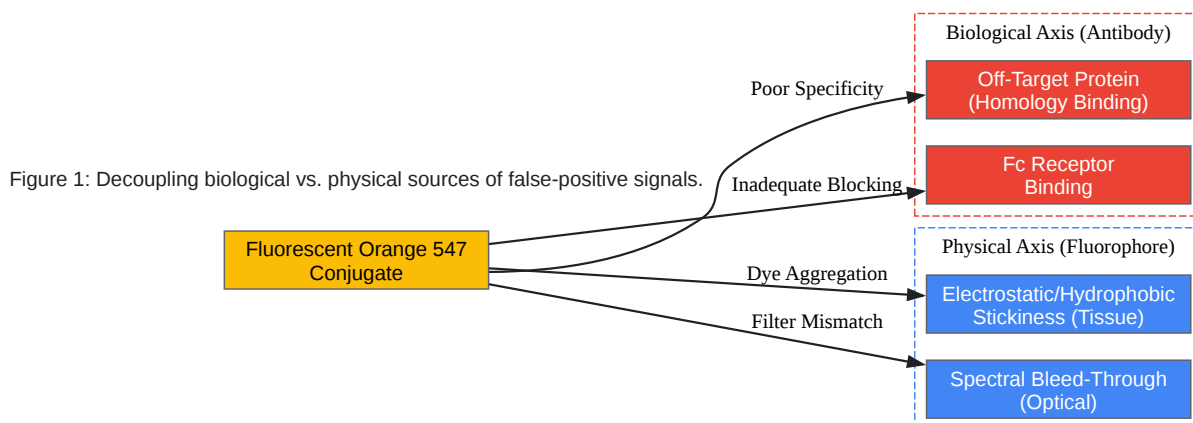 Biological Axis (Antibody)
Off-Target Protein
(Homology Binding)
Poor Specificity
Fc Receptor
Binding
Inadequate Blocking
Figure 1: Decoupling biological vs. physical sources of false-positive signals.
Fluorescent Orange 547
Conjugate
Physical Axis (Fluorophore)
Dye Aggregation
Electrostatic/Hydrophobic
Stickiness (Tissue)
Filter Mismatch
Spectral Bleed-Through
(Optical)